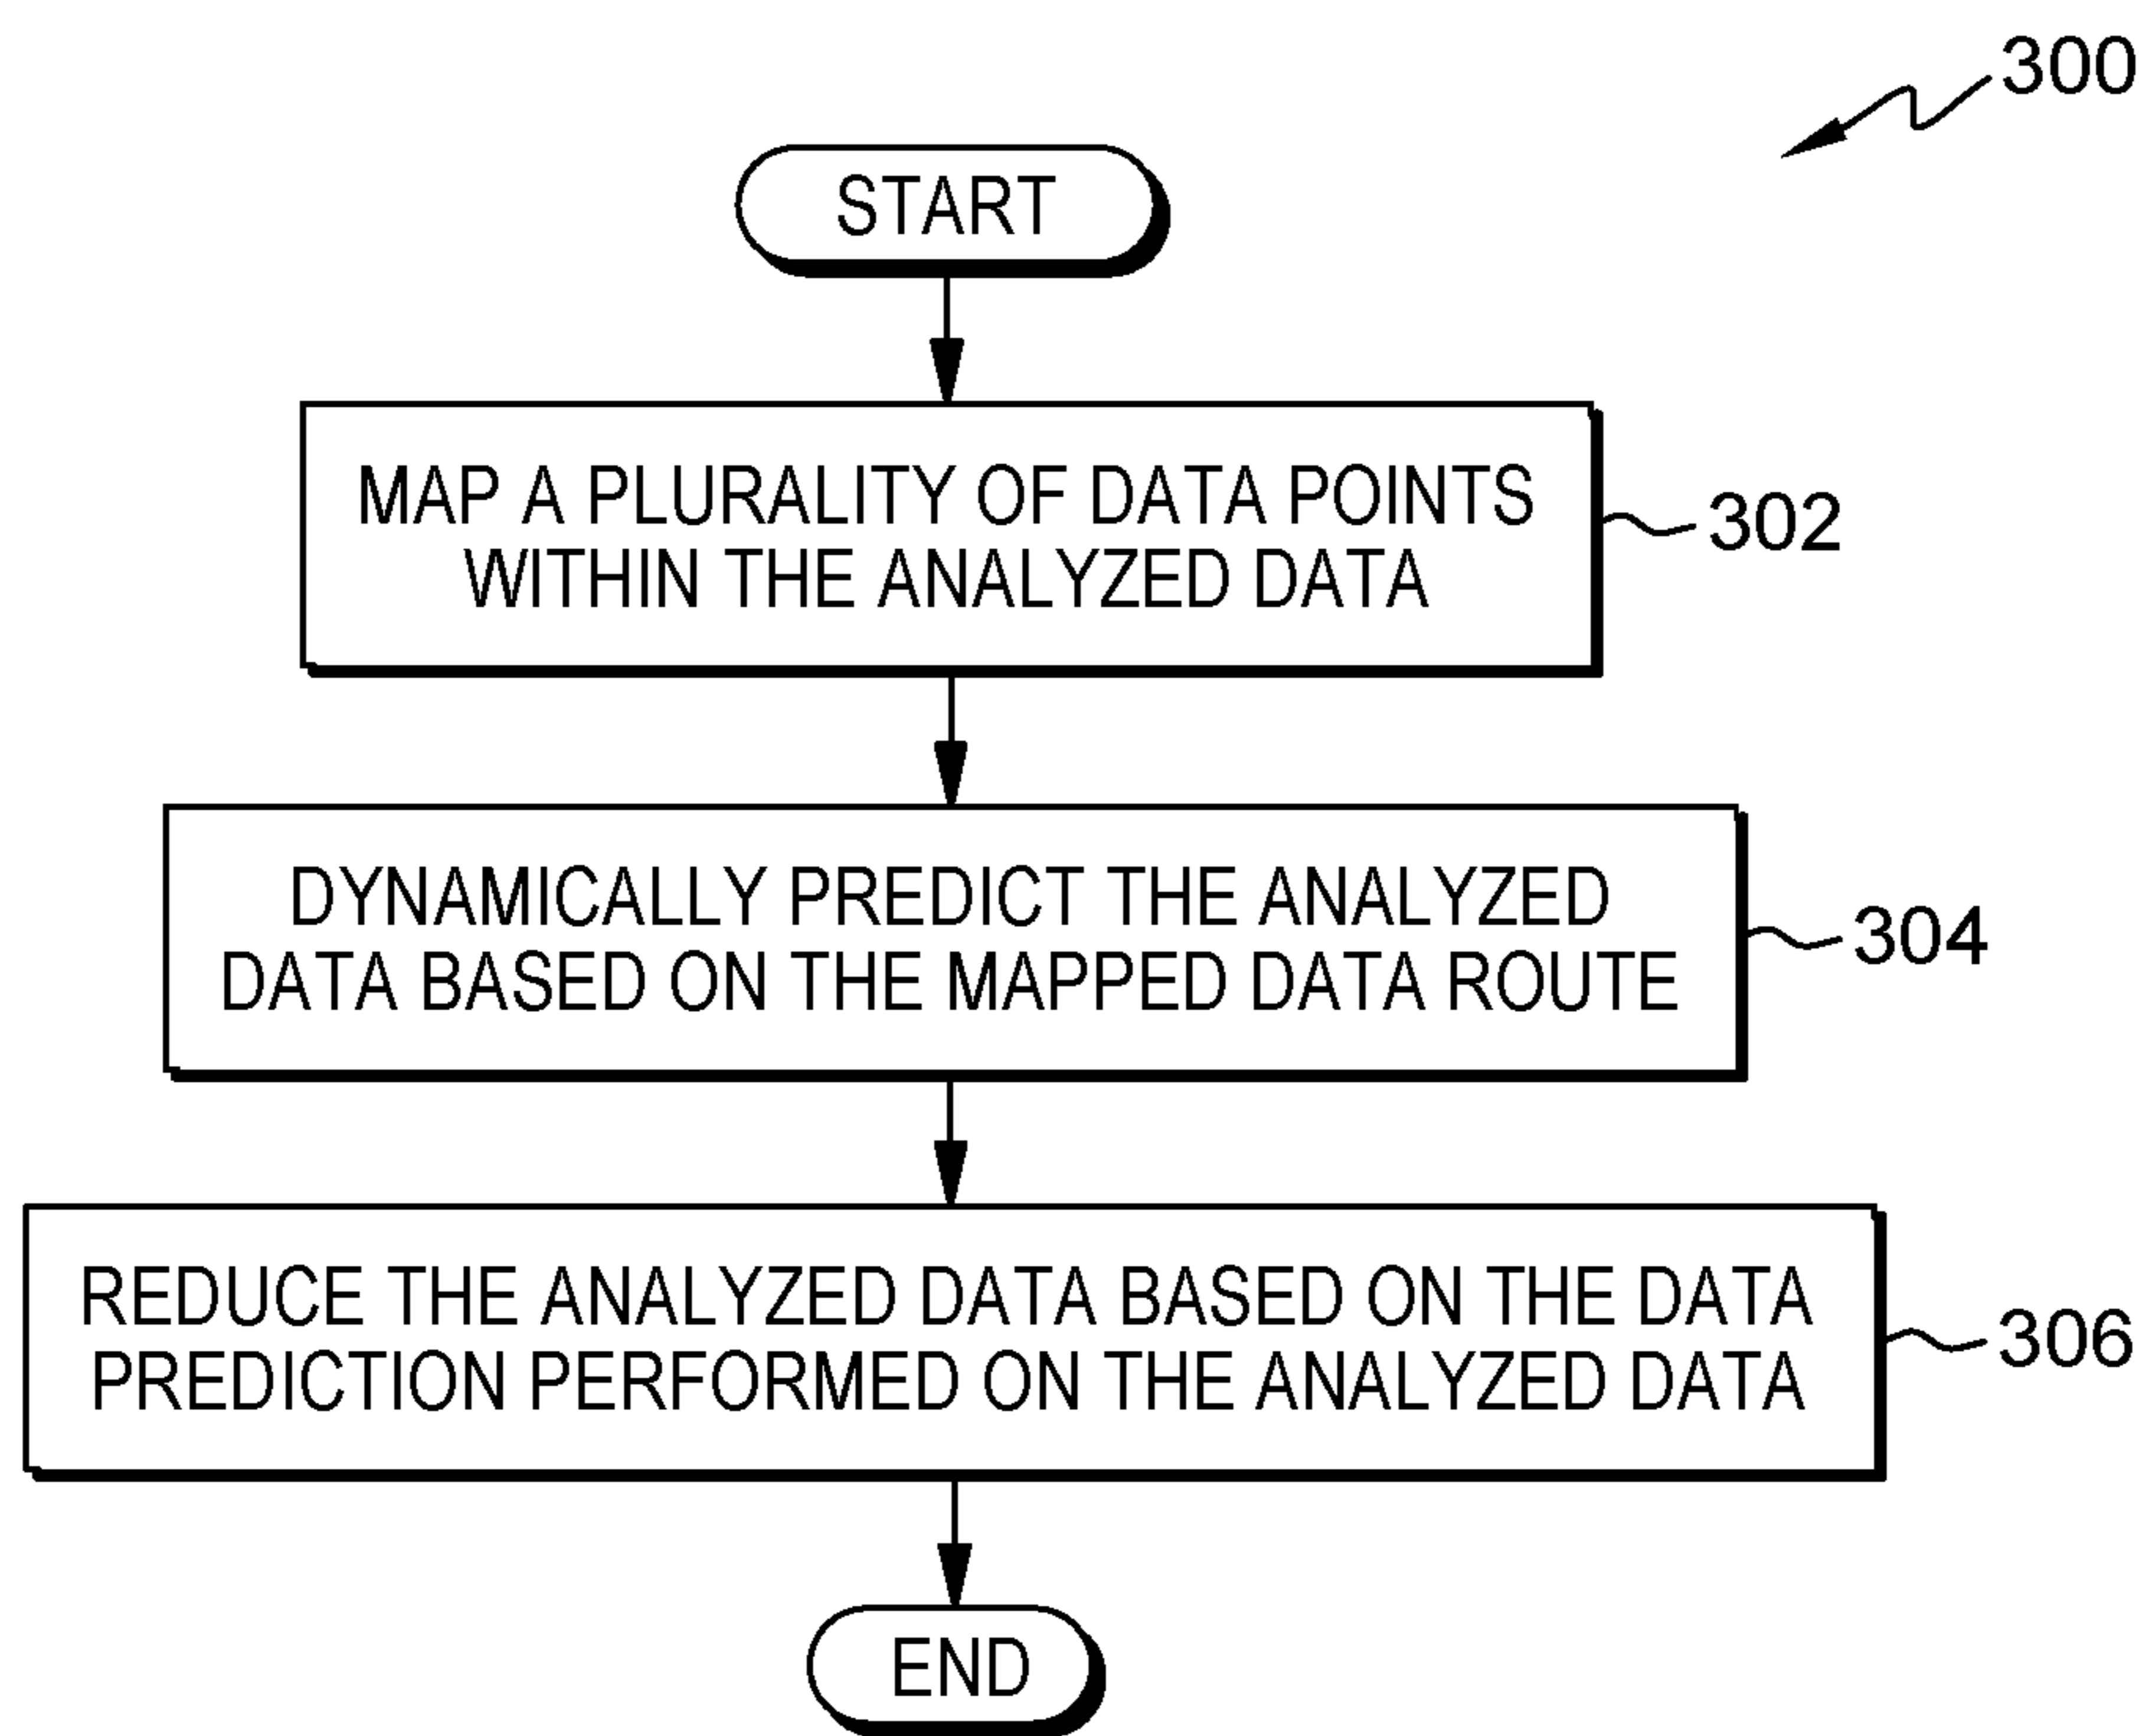 300
START
MAP A PLURALITY OF DATA POINTS
WITHIN THE ANALYZED DATA
302
DYNAMICALLY PREDICT THE ANALYZED
DATA BASED ON THE MAPPED DATA ROUTE
304
REDUCE THE ANALYZED DATA BASED ON THE DATA
PREDICTION PERFORMED ON THE ANALYZED DATA
306
END